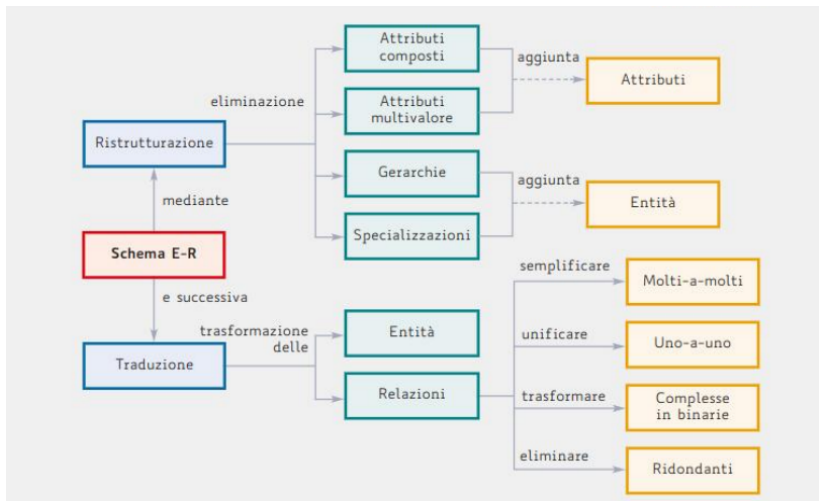 Attributi
composti
aggiunta
Attributi
eliminazione
Attributi
multivalore
Ristrutturazione
Gerarchie
aggiunta
Entità
mediante
Specializzazioni
Schema E-R
semplificare
Molti-a-molti
e successiva
trasformazione
delle
Entità
unificare
Uno-a-uno
Traduzione
Relazioni
trasformare
Complesse
in binarie
eliminare
Ridondanti